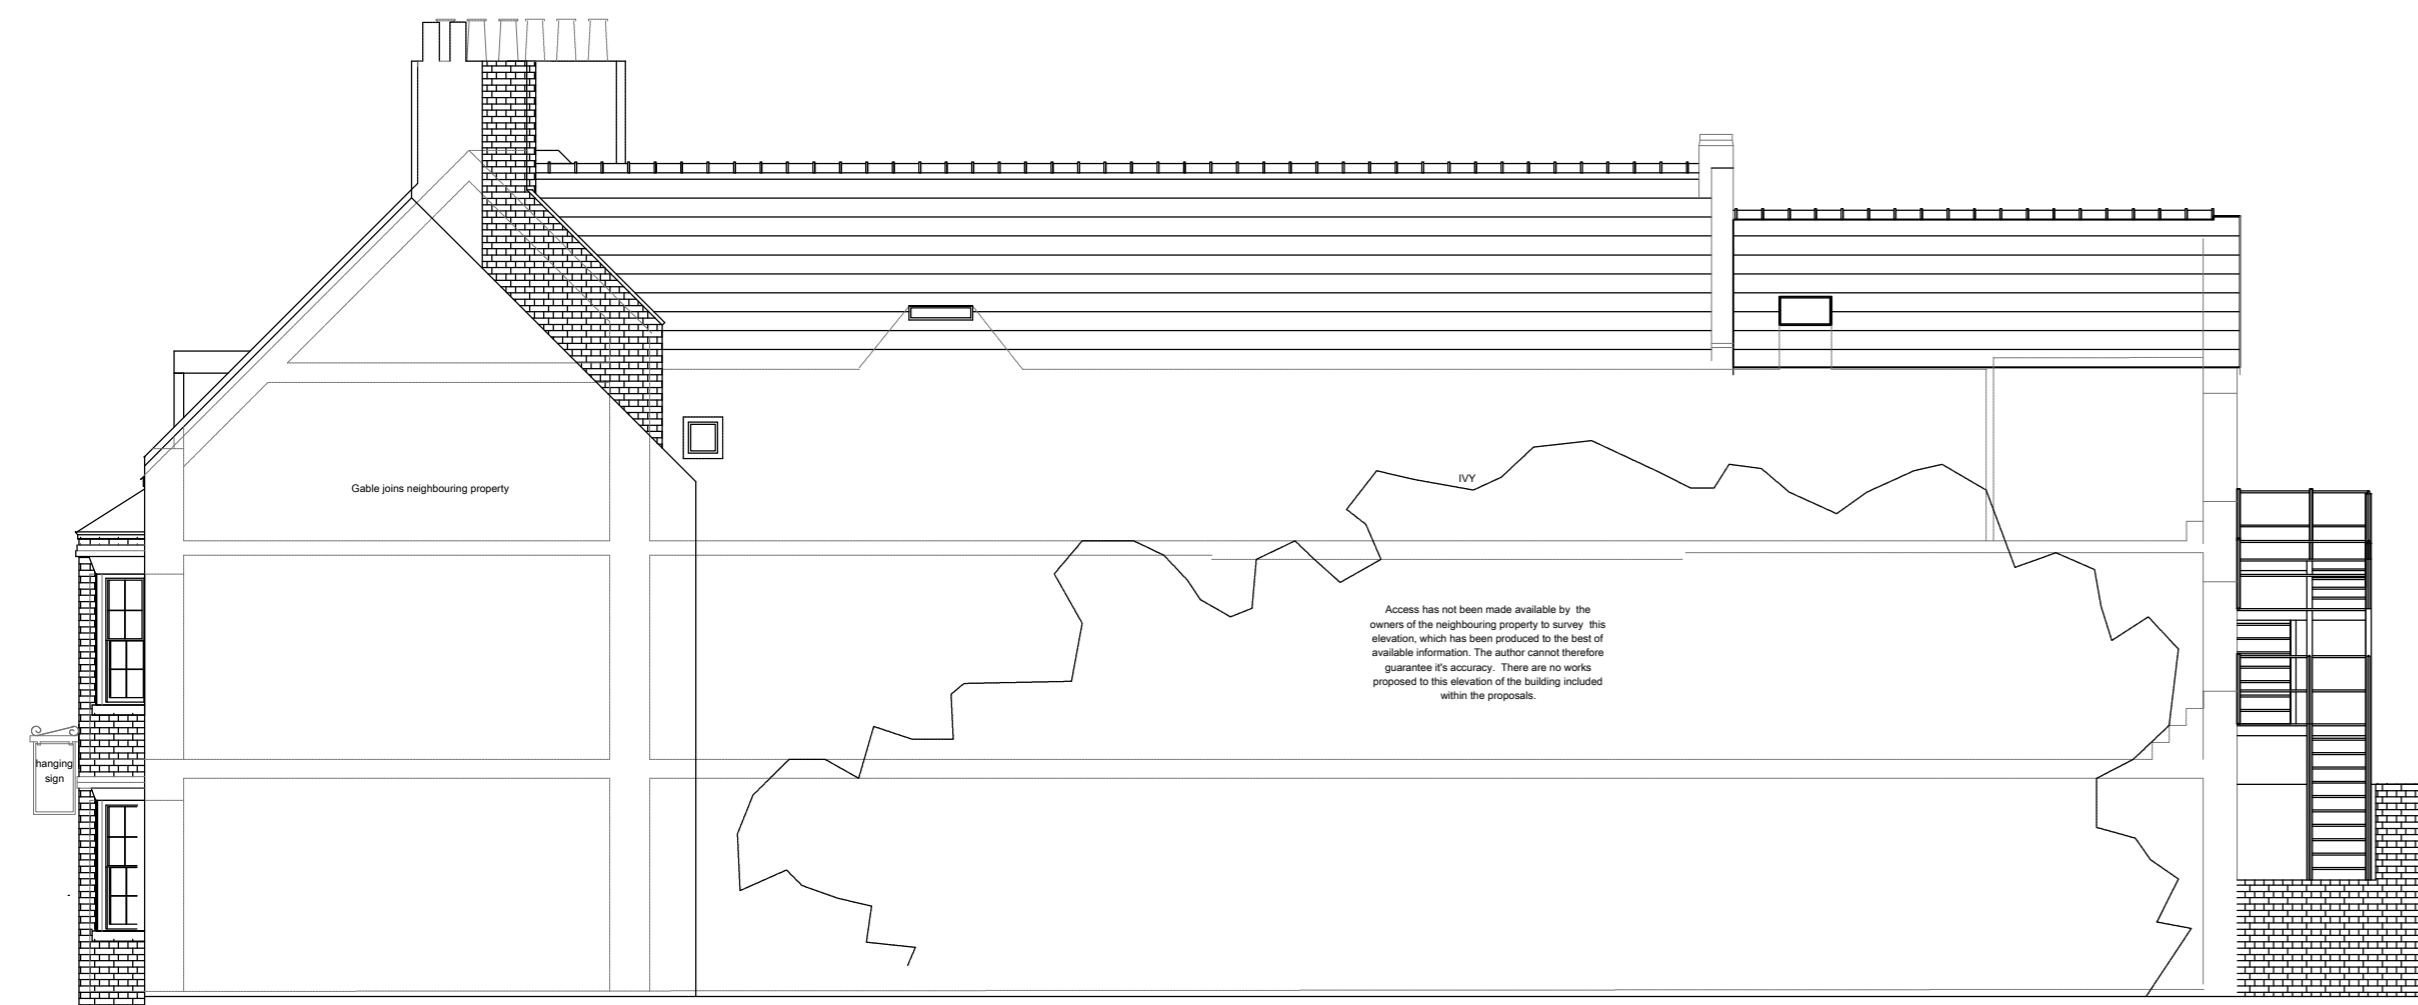 Gable joins neighbouring property
IVY
Access has not been made available by the
owners of the neighbouring property to survey this
elevation, which has been produced to the best of
available information. The author cannot therefore
guarantee it's accuracy. There are no works
proposed to this elevation of the building included
within the proposals.
hanging
sign